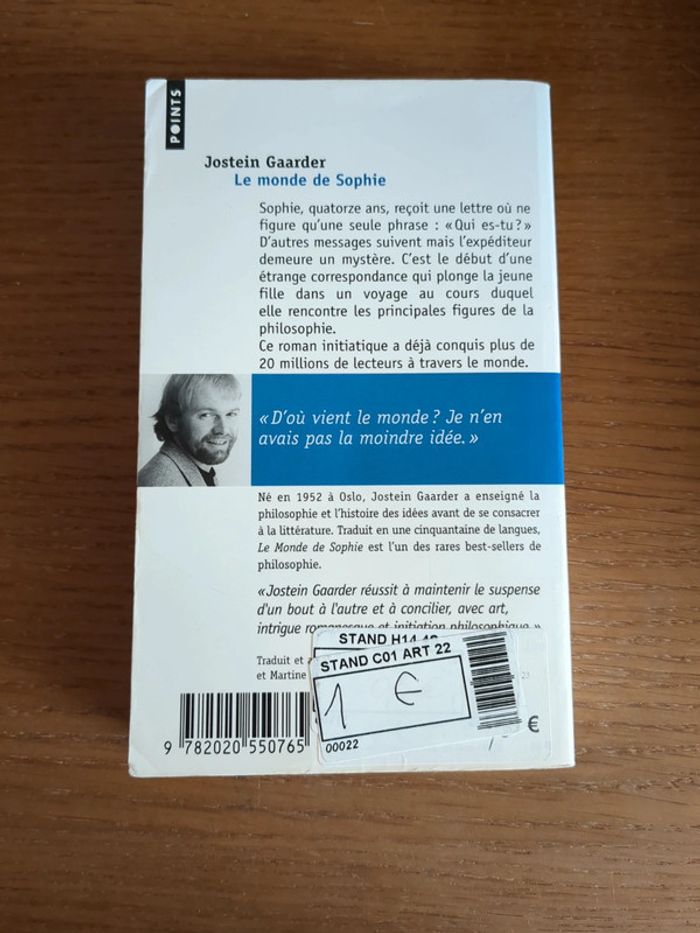 POINTS
Jostein Gaarder
Le monde de Sophie
Sophie, quatorze ans, reçoit une lettre où ne
figure qu'une seule phrase : « Qui es-tu ? »
D'autres messages suivent mais l'expéditeur
demeure un mystère. C'est le début d'une
étrange correspondance qui plonge la jeune
fille dans un voyage au cours duquel
elle rencontre les principales figures de la
philosophie.
Ce roman initiatique a déjà conquis plus de
20 millions de lecteurs à travers le monde.
« D'où vient le monde ? Je n'en
avais pas la moindre idée. »
Né en 1952 à Oslo, Jostein Gaarder a enseigné la
philosophie et l'histoire des idées avant de se consacrer
à la littérature. Traduit en une cinquantaine de langues,
Le Monde de Sophie est l'un des rares best-sellers de
philosophie.
« Jostein Gaarder réussit à maintenir le suspense
d'un bout à l'autre et à concilier, avec art,
intrigue romanesque et initiation philosophique. »
STAND H14
Traduit et
STAND C01 ART 22
et Martine
1 €
€
00022
9 782020 550765